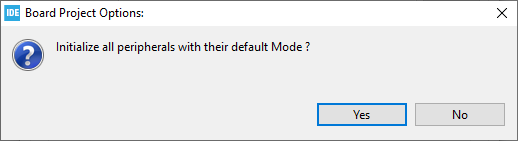 IDE Board Project Options:
Initialize all peripherals with their default Mode ?
Yes No